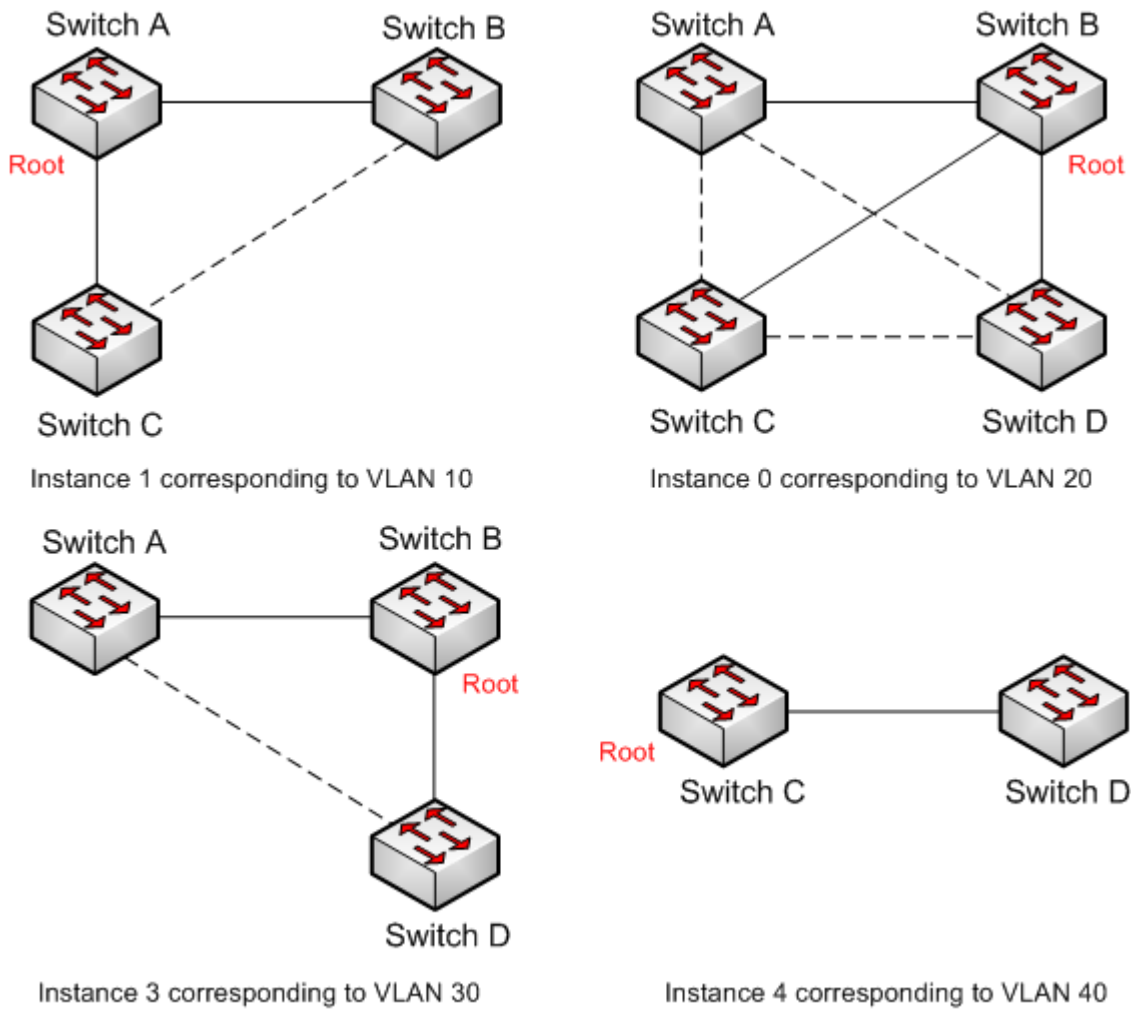 Switch A
Switch B
Root
Switch C
Instance 1 corresponding to VLAN 10
Switch A
Switch B
Root
Switch C
Switch D
Instance 0 corresponding to VLAN 20
Switch A
Switch B
Root
Switch D
Instance 3 corresponding to VLAN 30
Root
Switch C
Switch D
Instance 4 corresponding to VLAN 40